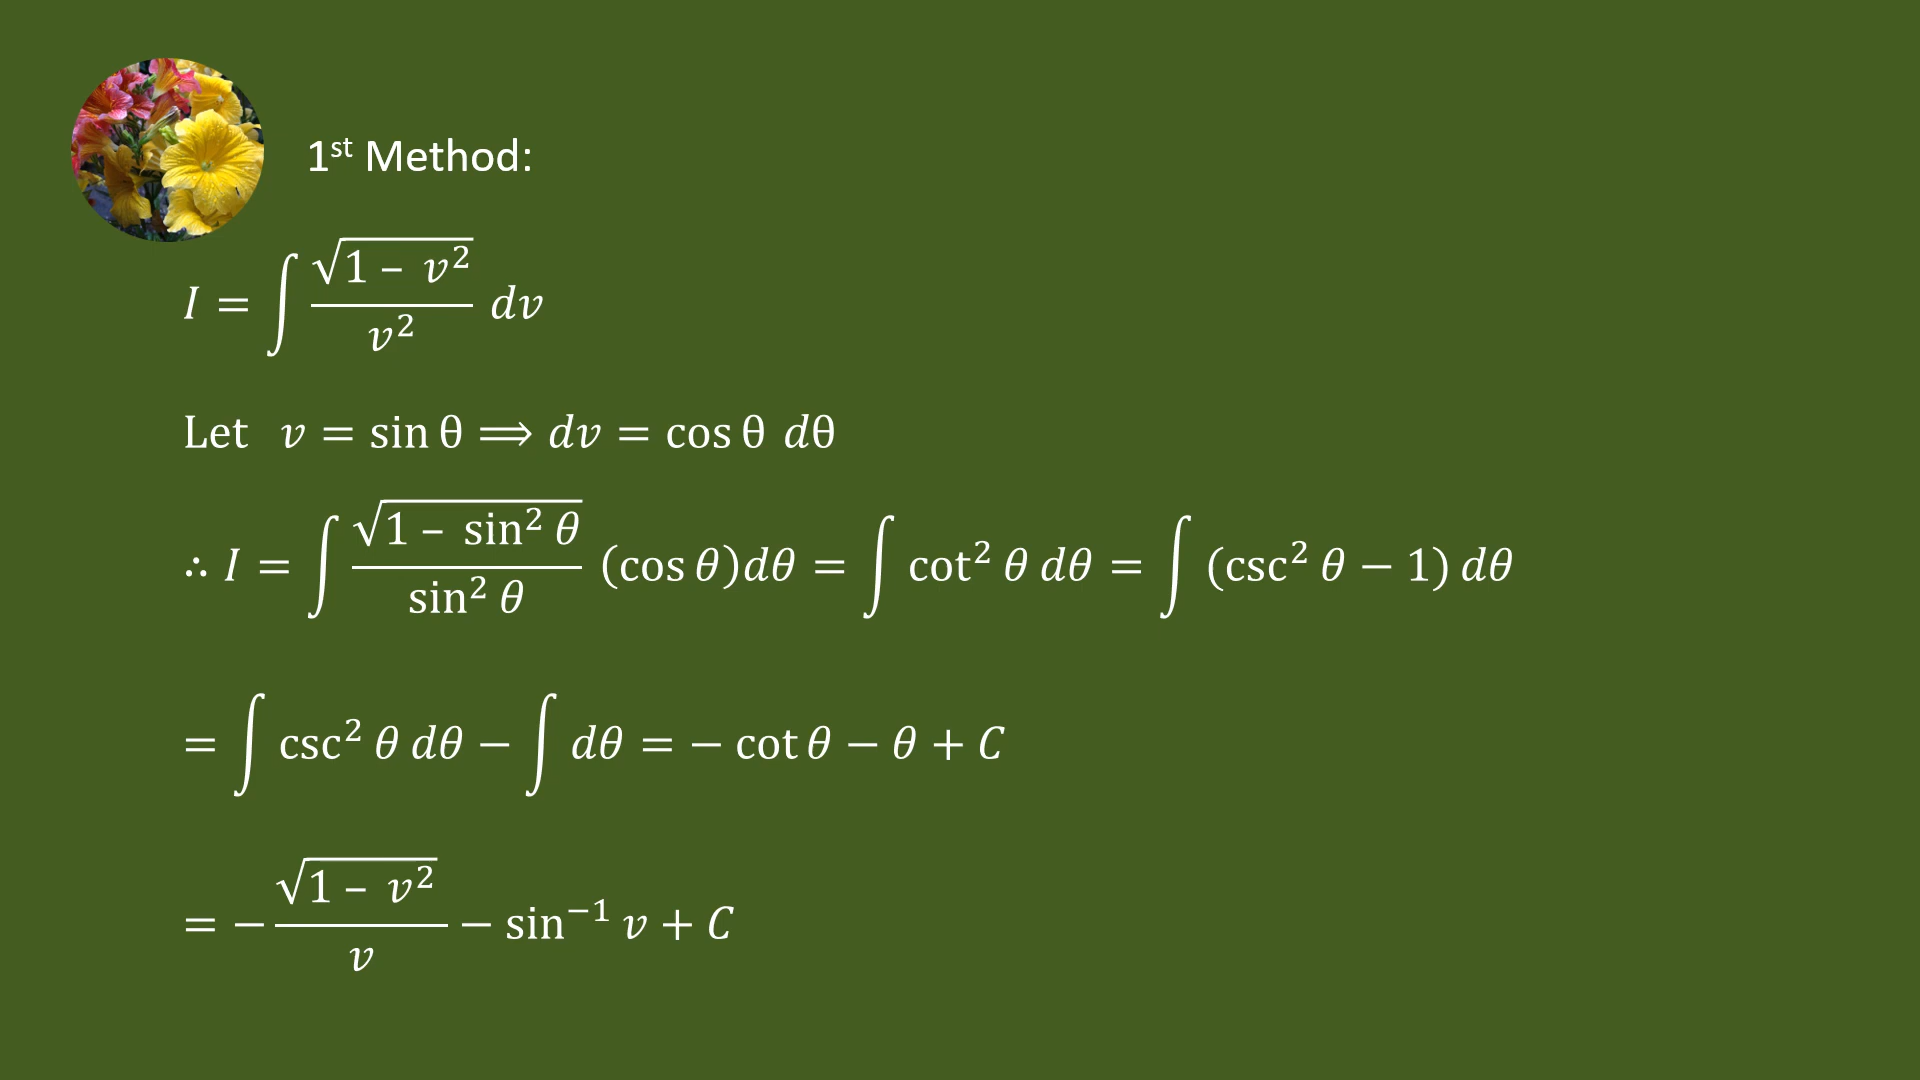 1st Method:
I = ∫ √(1 – v²) / v² dv
Let v = sin θ ⟹ dv = cos θ dθ
∴ I = ∫ √(1 – sin² θ) / sin² θ (cos θ)dθ = ∫ cot² θ dθ = ∫ (csc² θ − 1) dθ
= ∫ csc² θ dθ − ∫ dθ = − cot θ − θ + C
= − √(1 – v²) / v − sin⁻¹ v + C